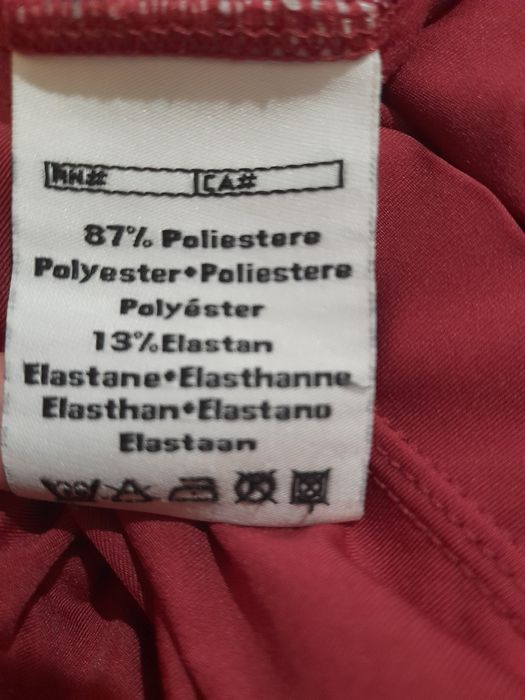 RN# CA#
87% Poliestere
Polyester•Poliestere
Polyéster
13%Elastan
Elastane•Elasthanne
Elasthan•Elastano
Elastaan